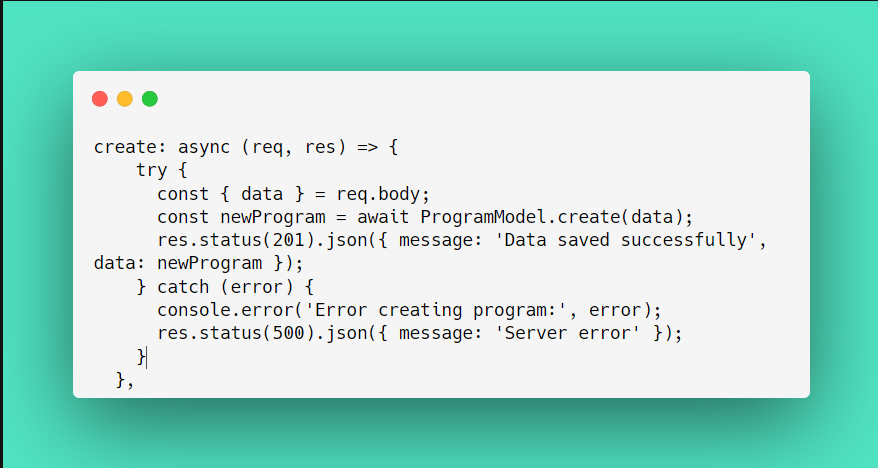 create: async (req, res) => {
    try {
      const { data } = req.body;
      const newProgram = await ProgramModel.create(data);
      res.status(201).json({ message: 'Data saved successfully',
data: newProgram });
    } catch (error) {
      console.error('Error creating program:', error);
      res.status(500).json({ message: 'Server error' });
    }
  },